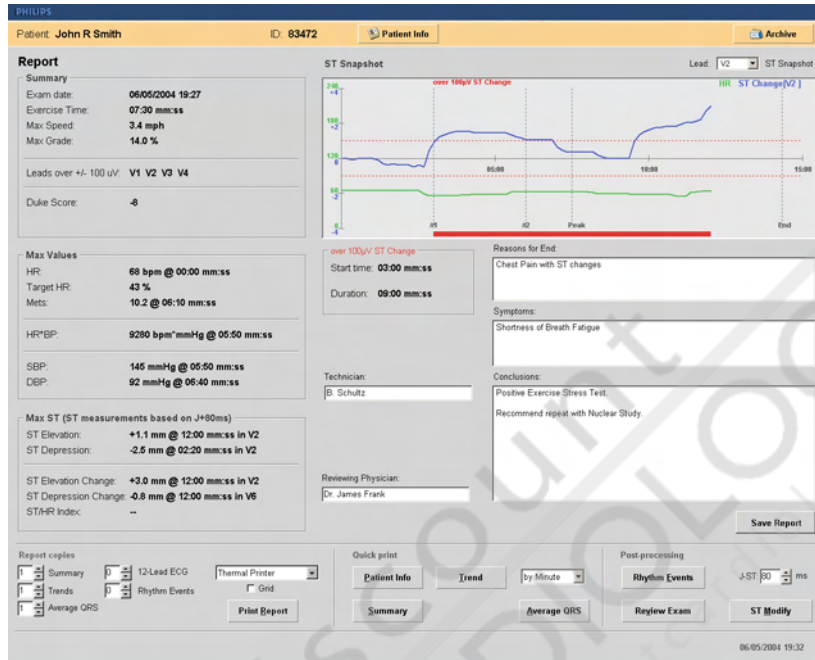 PHILIPS
Patient: John R Smith ID: 83472 Patient Info Archive
Report
Summary
Exam date: 06/05/2004 19:27
Exercise Time: 07:30 mm:ss
Max Speed: 3.4 mph
Max Grade: 14.0 %
Leads over +/- 100 uV: V1 V2 V3 V4
Duke Score: -8
Max Values
HR: 68 bpm @ 00:00 mm:ss
Target HR: 43 %
Mets: 10.2 @ 06:10 mm:ss
HR*BP: 9280 bpm*mmHg @ 05:50 mm:ss
SBP: 145 mmHg @ 05:50 mm:ss
DBP: 92 mmHg @ 06:40 mm:ss
Max ST (ST measurements based on J+80ms)
ST Elevation: +1.1 mm @ 12:00 mm:ss in V2
ST Depression: -2.5 mm @ 02:20 mm:ss in V2
ST Elevation Change: +3.0 mm @ 12:00 mm:ss in V2
ST Depression Change: -0.8 mm @ 12:00 mm:ss in V6
ST/HR Index: --
ST Snapshot Lead: V2 ST Snapshot
240 over 100µV ST Change HR ST Change[V2 ]
+4
180
+2
120
0 05:00 10:00 15:00
60
-2
0 #1 #2 Peak End
-4
over 100µV ST Change
Start time: 03:00 mm:ss
Duration: 09:00 mm:ss
Reasons for End:
Chest Pain with ST changes
Symptoms:
Shortness of Breath Fatigue
Technician:
B. Schultz
Conclusions:
Positive Exercise Stress Test.
Recommend repeat with Nuclear Study.
Reviewing Physician:
Dr. James Frank
Save Report
Report copies
1 Summary 0 12-Lead ECG Thermal Printer
1 Trends 0 Rhythm Events Grid
1 Average QRS Print Report
Quick print
Patient Info Trend by Minute
Summary Average QRS
Post-processing
Rhythm Events J-ST: 80 ms
Review Exam ST Modify
06/05/2004 19:32